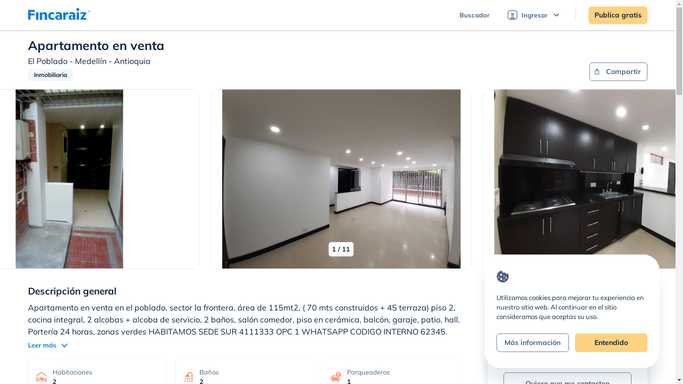 Fincaraíz
Buscador
Ingresar
Publica gratis
Apartamento en venta
El Poblado - Medellín - Antioquia
Inmobiliaria
Compartir
1 / 11
Descripción general
Apartamento en venta en el poblado, sector la frontera, área de 115mt2, ( 70 mts construidos + 45 terraza) piso 2,
cocina integral, 2 alcobas + alcoba de servicio, 2 baños, salón comedor, piso en cerámica, balcón, garaje, patio, hall.
Portería 24 horas, zonas verdes HABITAMOS SEDE SUR 4111333 OPC 1 WHATSAPP CODIGO INTERNO 62345.
Leer más
Habitaciones
2
Baños
2
Parqueaderos
1
Utilizamos cookies para mejorar tu experiencia en
nuestro sitio web. Al continuar en el sitio
consideramos que aceptas su uso.
Más información
Entendido
Quiero que me contacten